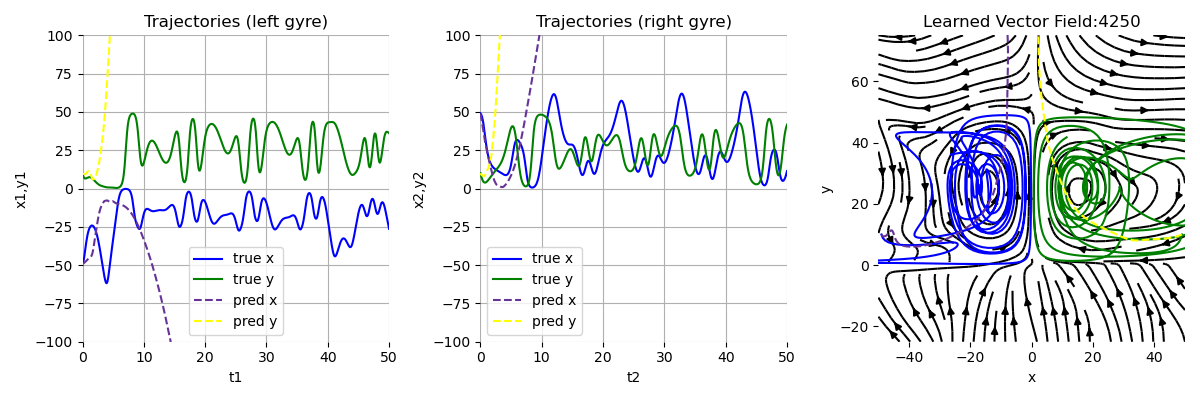 Trajectories (left gyre)
100
75
50
25
0
−25
−50
−75
−100
x1,y1
0 10 20 30 40 50
t1
true x
true y
pred x
pred y
Trajectories (right gyre)
100
75
50
25
0
−25
−50
−75
−100
x2,y2
0 10 20 30 40 50
t2
true x
true y
pred x
pred y
Learned Vector Field:4250
60
40
20
0
−20
y
−40 −20 0 20 40
x